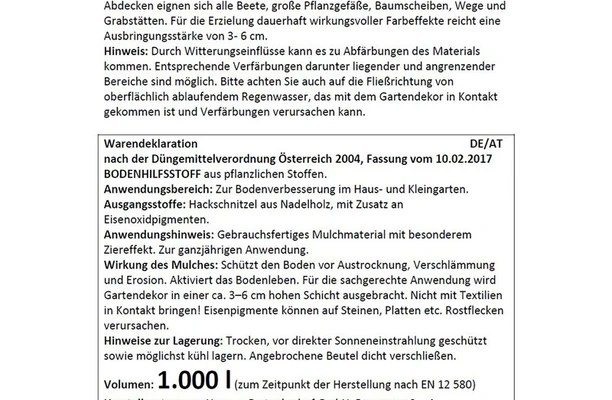 Abdecken eignen sich alle Beete, große Pflanzgefäße, Baumscheiben, Wege und
Grabstätten. Für die Erzielung dauerhaft wirkungsvoller Farbeffekte reicht eine
Ausbringungsstärke von 3- 6 cm.
Hinweis: Durch Witterungseinflüsse kann es zu Abfärbungen des Materials
kommen. Entsprechende Verfärbungen darunter liegender und angrenzender
Bereiche sind möglich. Bitte achten Sie auch auf die Fließrichtung von
oberflächlich ablaufendem Regenwasser, das mit dem Gartendekor in Kontakt
gekommen ist und Verfärbungen verursachen kann.
Warendeklaration DE/AT
nach der Düngemittelverordnung Österreich 2004, Fassung vom 10.02.2017
BODENHILFSSTOFF aus pflanzlichen Stoffen.
Anwendungsbereich: Zur Bodenverbesserung im Haus- und Kleingarten.
Ausgangsstoffe: Hackschnitzel aus Nadelholz, mit Zusatz an
Eisenoxidpigmenten.
Anwendungshinweis: Gebrauchsfertiges Mulchmaterial mit besonderem
Ziereffekt. Zur ganzjährigen Anwendung.
Wirkung des Mulches: Schützt den Boden vor Austrocknung, Verschlämmung
und Erosion. Aktiviert das Bodenleben. Für die sachgerechte Anwendung wird
Gartendekor in einer ca. 3–6 cm hohen Schicht ausgebracht. Nicht mit Textilien
in Kontakt bringen! Eisenpigmente können auf Steinen, Platten etc. Rostflecken
verursachen.
Hinweise zur Lagerung: Trocken, vor direkter Sonneneinstrahlung geschützt
sowie möglichst kühl lagern. Angebrochene Beutel dicht verschließen.
Volumen: 1.000 l (zum Zeitpunkt der Herstellung nach EN 12 580)